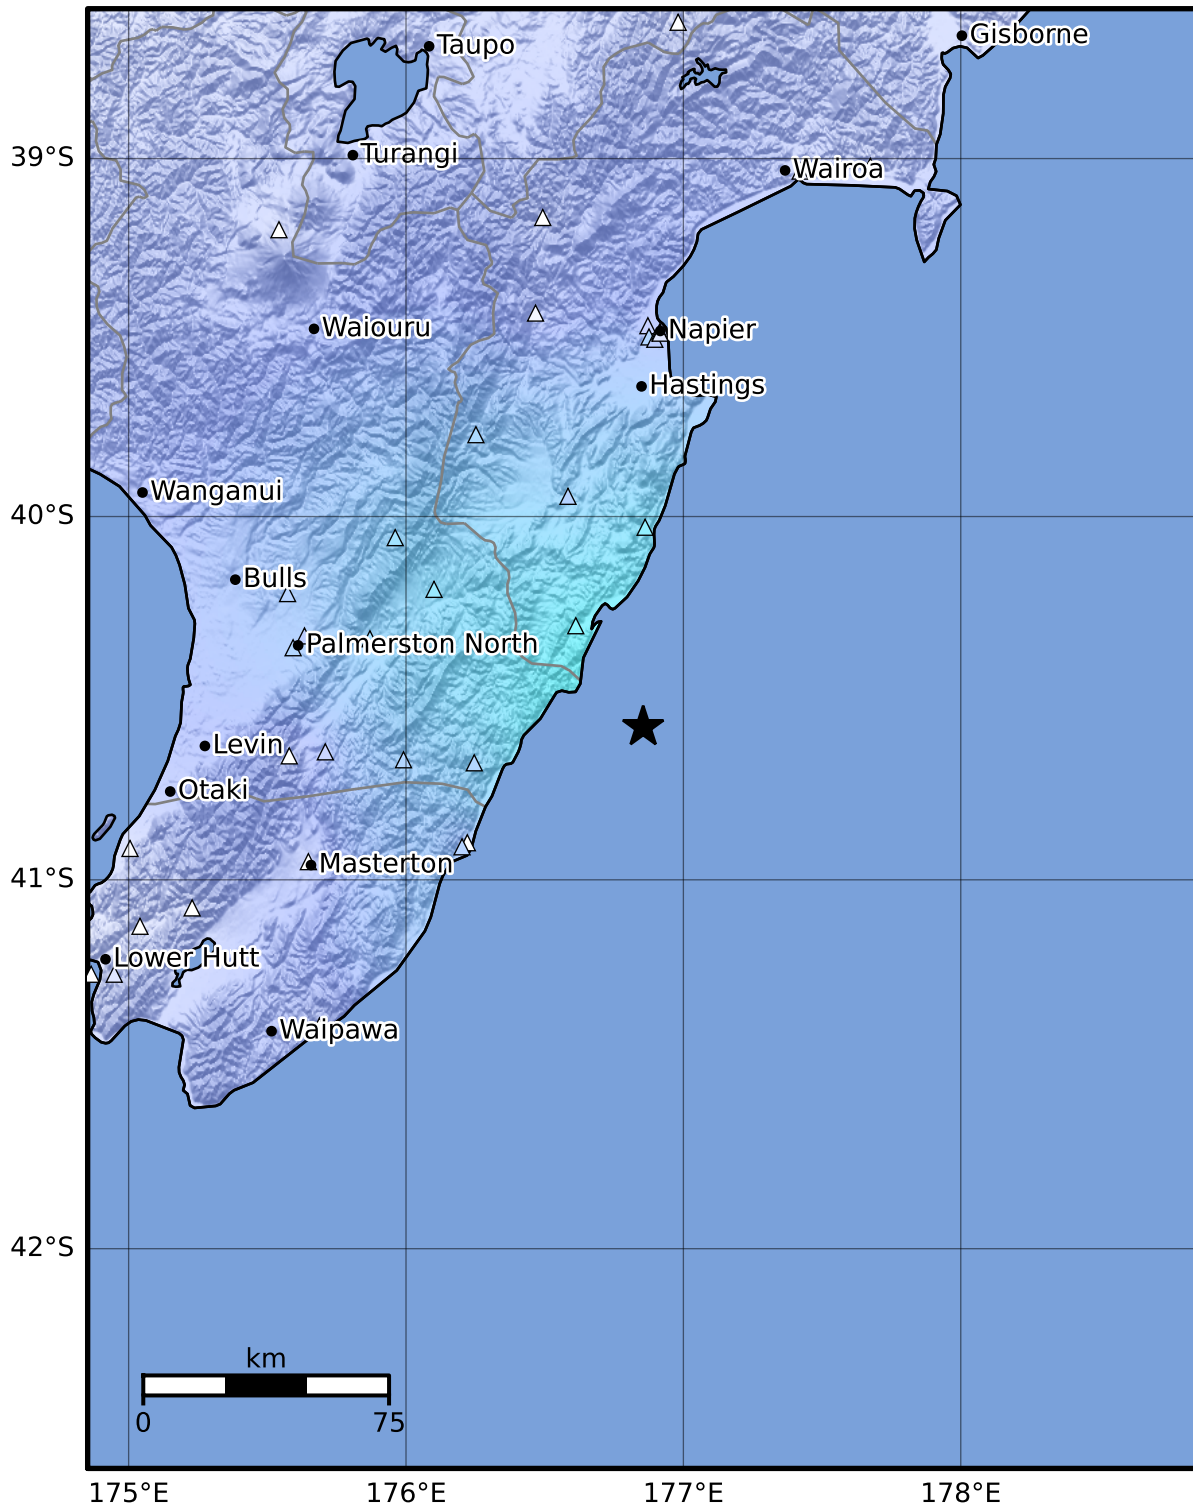 Gisborne
Taupo
39°S
Turangi
Wairoa
Waiouru
Napier
Hastings
Wanganui
40°S
Bulls
Palmerston North
Levin
Otaki
Masterton
41°S
Lower Hutt
Waipawa
42°S
km
0
75
175°E
176°E
177°E
178°E